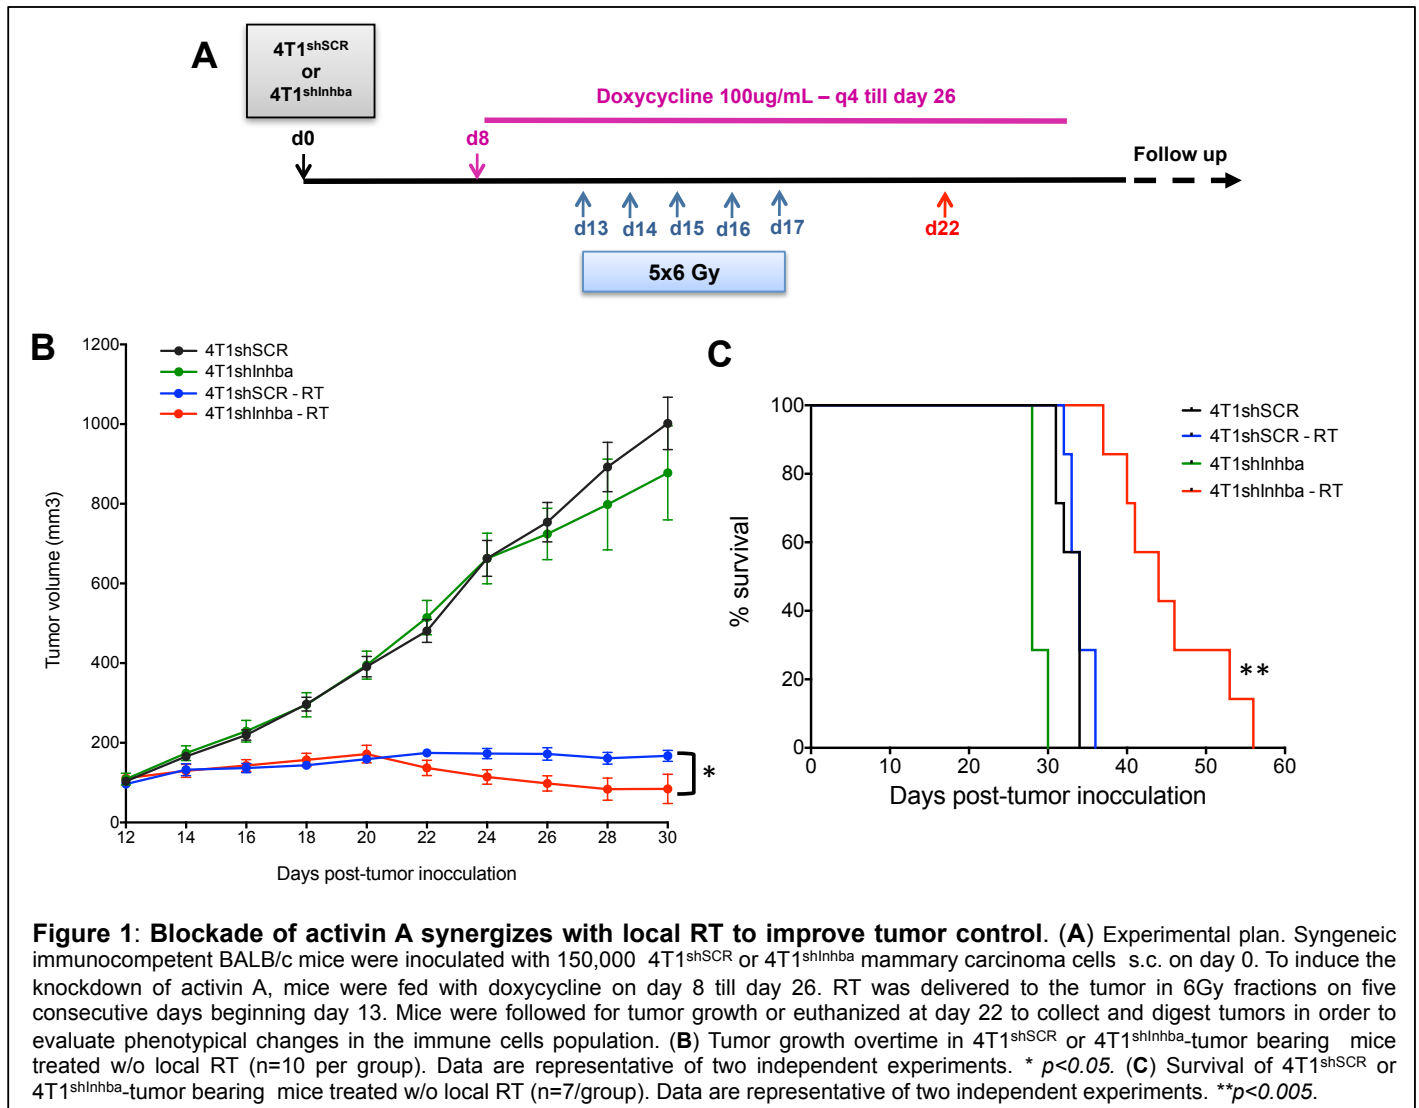 A
4T1shSCR
or
4T1shInhba
Doxycycline 100ug/mL – q4 till day 26
d0
d8
Follow up
d13
d14
d15
d16
d17
d22
5x6 Gy
B
4T1shSCR
4T1shInhba
4T1shSCR - RT
4T1shInhba - RT
Tumor volume (mm3)
1200
1000
800
600
400
200
0
*
12 14 16 18 20 22 24 26 28 30
Days post-tumor inocculation
C
4T1shSCR
4T1shSCR - RT
4T1shInhba
4T1shInhba - RT
% survival
100
80
60
40
20
0
**
0 10 20 30 40 50 60
Days post-tumor inocculation
Figure 1: Blockade of activin A synergizes with local RT to improve tumor control. (A) Experimental plan. Syngeneic
immunocompetent BALB/c mice were inoculated with 150,000 4T1shSCR or 4T1shInhba mammary carcinoma cells s.c. on day 0. To induce the
knockdown of activin A, mice were fed with doxycycline on day 8 till day 26. RT was delivered to the tumor in 6Gy fractions on five
consecutive days beginning day 13. Mice were followed for tumor growth or euthanized at day 22 to collect and digest tumors in order to
evaluate phenotypical changes in the immune cells population. (B) Tumor growth overtime in 4T1shSCR or 4T1shInhba-tumor bearing mice
treated w/o local RT (n=10 per group). Data are representative of two independent experiments. * p<0.05. (C) Survival of 4T1shSCR or
4T1shInhba-tumor bearing mice treated w/o local RT (n=7/group). Data are representative of two independent experiments. **p<0.005.